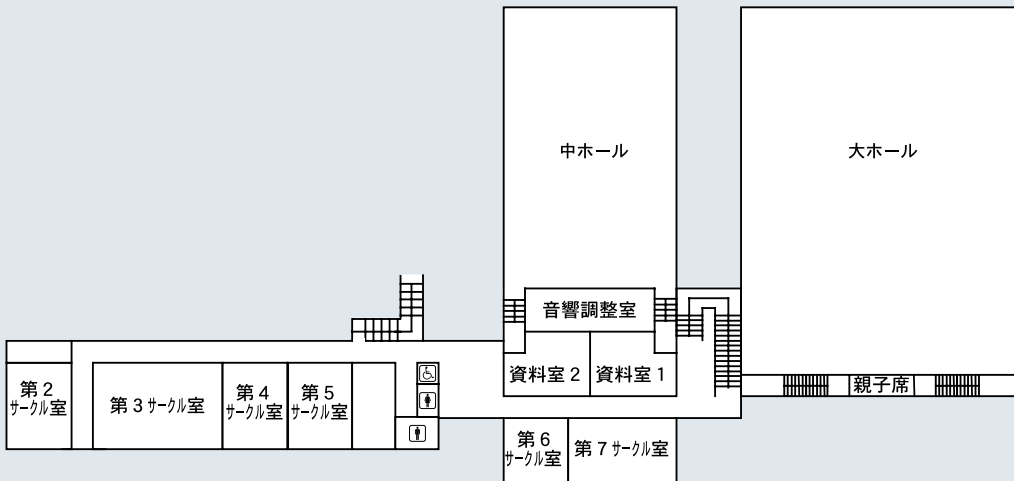 中ホール
大ホール
音響調整室
資料室2
資料室1
親子席
第2
サークル室
第3サークル室
第4
サークル室
第5
サークル室
第6
サークル室
第7サークル室